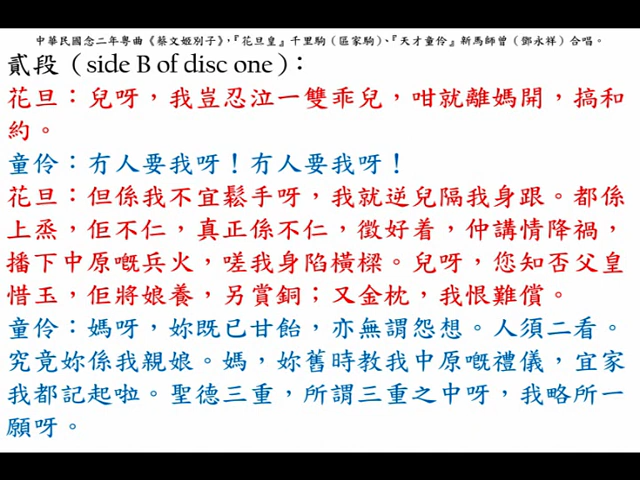 中華民國念二年粵曲《蔡文姬別子》,『花旦皇』千里駒（區家駒）、『天才童伶』新馬師曾（鄧永祥）合唱。
貳段（side B of disc one）：
花旦：兒呀，我豈忍泣一雙乖兒，咁就離媽開，搞和
約。
童伶：冇人要我呀！冇人要我呀！
花旦：但係我不宜鬆手呀，我就逆兒隔我身跟。都係
上烝，佢不仁，真正係不仁，徵好着，仲講情降禍，
播下中原嘅兵火，嗟我身陷橫樑。兒呀，您知否父皇
惜玉，佢將娘養，另賞銅；又金枕，我恨難償。
童伶：媽呀，妳既已甘飴，亦無謂怨想。人須二看。
究竟妳係我親娘。媽，妳舊時教我中原嘅禮儀，宜家
我都記起啦。聖德三重，所謂三重之中呀，我略所一
願呀。